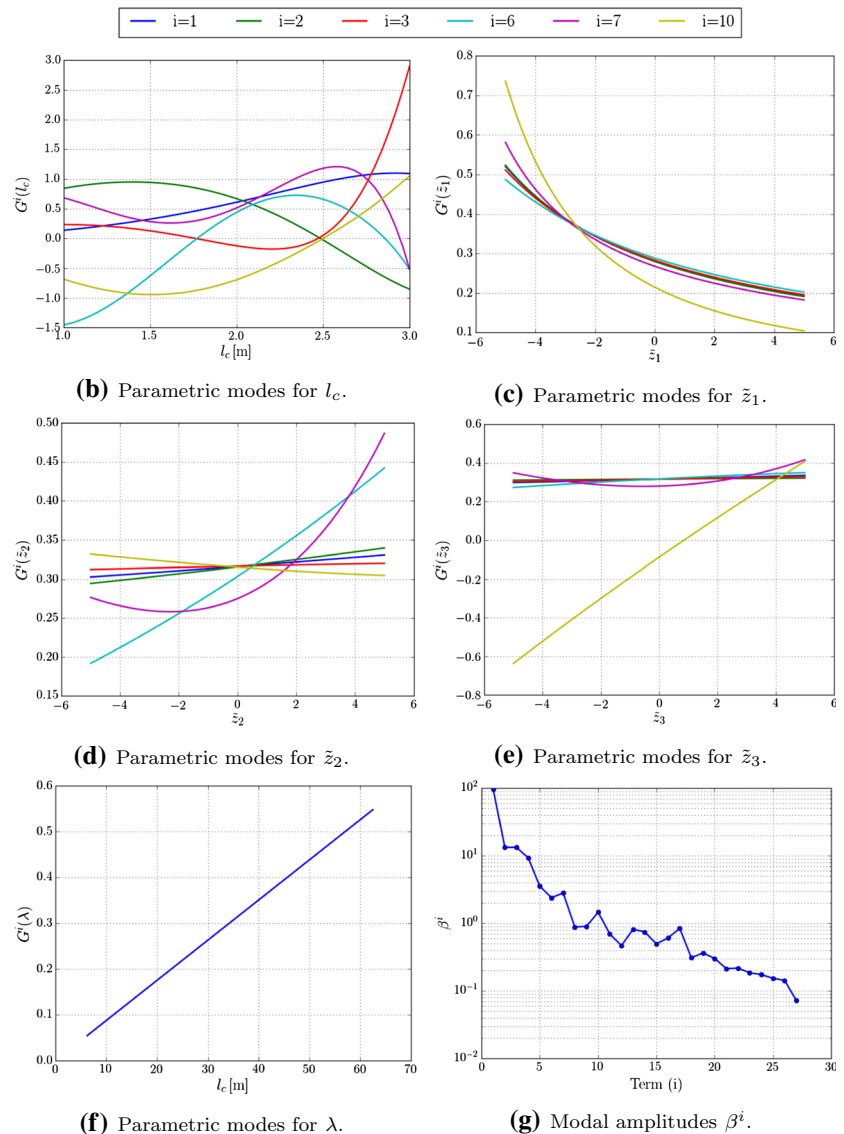 i=1 i=2 i=3 i=6 i=7 i=10
3.0
2.5
2.0
1.5
1.0
0.5
0.0
−0.5
−1.0
−1.5
G^i(l_c)
1.0 1.5 2.0 2.5 3.0
l_c [m]
(b) Parametric modes for l_c.
0.8
0.7
0.6
0.5
0.4
0.3
0.2
0.1
G^i(z̃_1)
−6 −4 −2 0 2 4 6
z̃_1
(c) Parametric modes for z̃_1.
0.50
0.45
0.40
0.35
0.30
0.25
0.20
0.15
G^i(z̃_2)
−6 −4 −2 0 2 4 6
z̃_2
(d) Parametric modes for z̃_2.
0.6
0.4
0.2
0.0
−0.2
−0.4
−0.6
−0.8
G^i(z̃_3)
−6 −4 −2 0 2 4 6
z̃_3
(e) Parametric modes for z̃_3.
0.6
0.5
0.4
0.3
0.2
0.1
0.0
G^i(λ)
0 10 20 30 40 50 60 70
l_c [m]
(f) Parametric modes for λ.
10^2
10^1
10^0
10^−1
10^−2
β^i
0 5 10 15 20 25 30
Term (i)
(g) Modal amplitudes β^i.